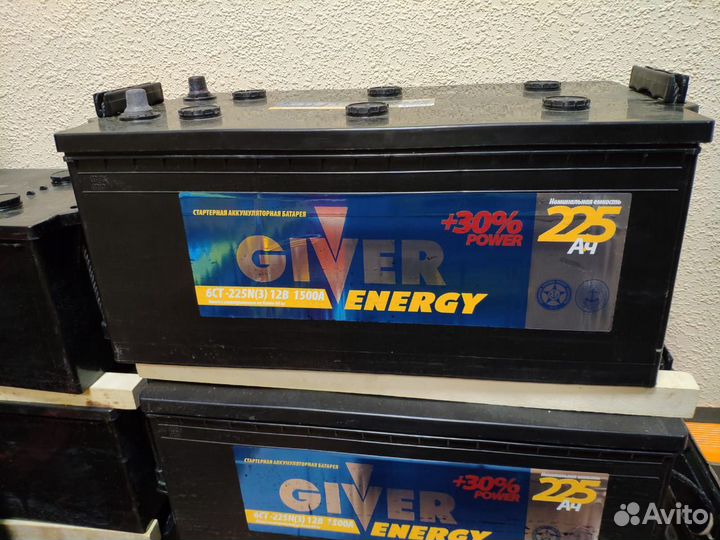 СТАРТЕРНАЯ АККУМУЛЯТОРНАЯ БАТАРЕЯ
Номинальная емкость
+30%
POWER
225
Ач
GIVER
ENERGY
6СТ-225N(3) 12В 1500А
СТАРТЕРНАЯ АККУМУЛЯТОРНАЯ БАТАРЕЯ
+30%
POWER
225
Ач
GIVER
ENERGY
6СТ-225N(3) 12В 1500А
Avito